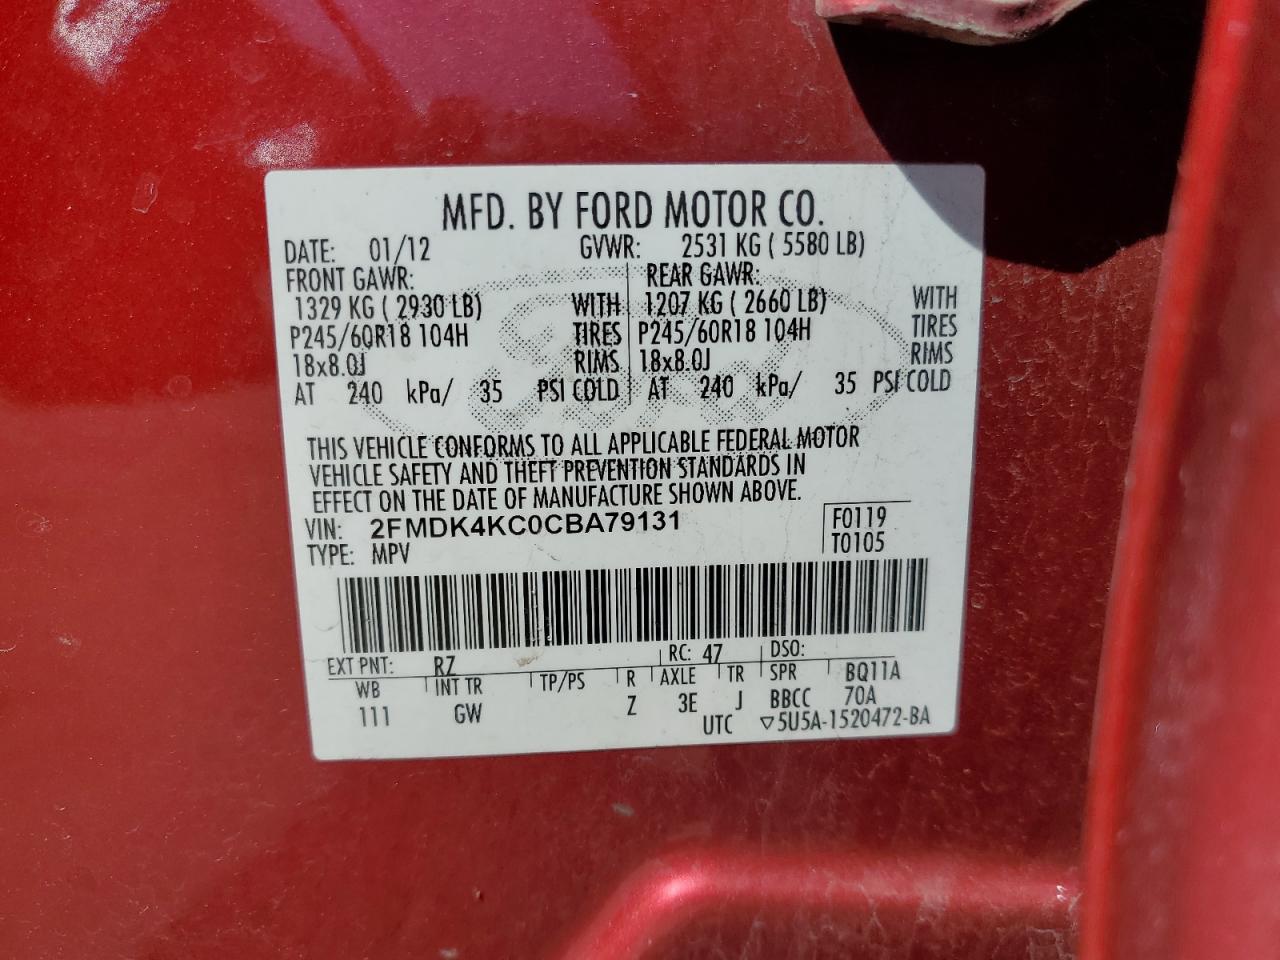 MFD. BY FORD MOTOR CO.
DATE: 01/12 GVWR: 2531 KG ( 5580 LB)
FRONT GAWR: REAR GAWR:
1329 KG ( 2930 LB) WITH 1207 KG ( 2660 LB) WITH
P245/60R18 104H TIRES P245/60R18 104H TIRES
18x8.0J RIMS 18x8.0J RIMS
AT 240 kPa/ 35 PSI COLD AT 240 kPa/ 35 PSI COLD
THIS VEHICLE CONFORMS TO ALL APPLICABLE FEDERAL MOTOR
VEHICLE SAFETY AND THEFT PREVENTION STANDARDS IN
EFFECT ON THE DATE OF MANUFACTURE SHOWN ABOVE.
VIN: 2FMDK4KC0CBA79131 F0119
TYPE: MPV T0105
EXT PNT: RZ RC: 47 DSO:
WB INT TR TP/PS R AXLE TR SPR BQ11A
111 GW Z 3E J BBCC 70A
UTC ▽5U5A-1520472-BA